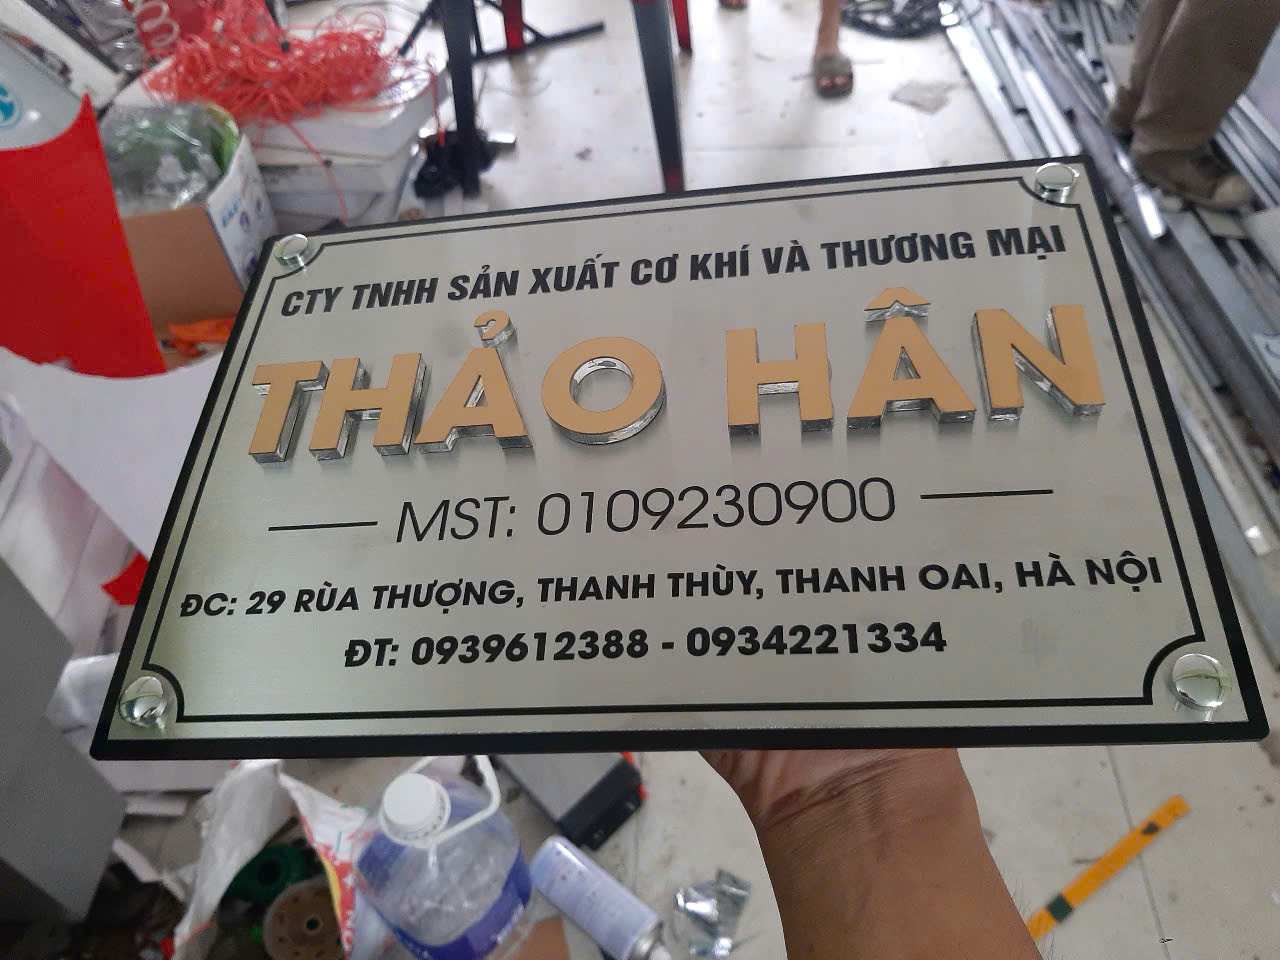 CTY TNHH SẢN XUẤT CƠ KHÍ VÀ THƯƠNG MẠI
THẢO HÂN
MST: 0109230900
ĐC: 29 RÙA THƯỢNG, THANH THÙY, THANH OAI, HÀ NỘI
ĐT: 0939612388 - 0934221334